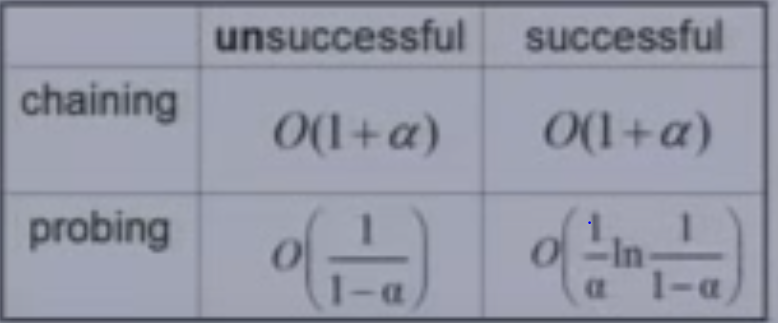 unsuccessful successful
chaining O(1+α) O(1+α)
probing O(1/(1−α)) O(1/α ln 1/(1−α))